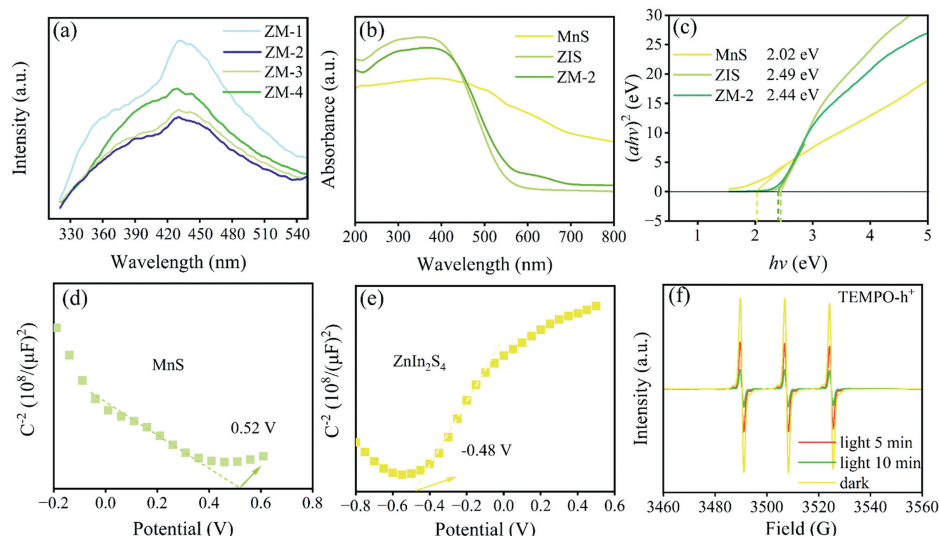 (a)
ZM-1
ZM-2
ZM-3
ZM-4
Intensity (a.u.)
330 360 390 420 450 480 510 540
Wavelength (nm)
(b)
MnS
ZIS
ZM-2
Absorbance (a.u.)
200 300 400 500 600 700 800
Wavelength (nm)
(c)
MnS 2.02 eV
ZIS 2.49 eV
ZM-2 2.44 eV
(ahv)² (eV)
30
25
20
15
10
5
0
−5
1 2 3 4 5
hv (eV)
(d)
MnS
0.52 V
C⁻² (10⁸/(μF)²)
−0.2 0.0 0.2 0.4 0.6 0.8
Potential (V)
(e)
ZnIn₂S₄
-0.48 V
C⁻² (10⁸/(μF)²)
−0.8 −0.6 −0.4 −0.2 0.0 0.2 0.4 0.6
Potential (V)
(f)
TEMPO-h⁺
light 5 min
light 10 min
dark
Intensity (a.u.)
3460 3480 3500 3520 3540 3560
Field (G)